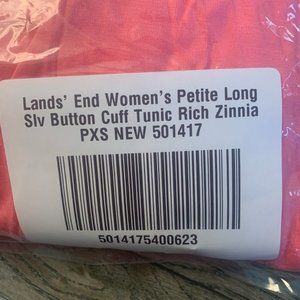 Lands' End Women's Petite Long
Slv Button Cuff Tunic Rich Zinnia
PXS NEW 501417
5014175400623